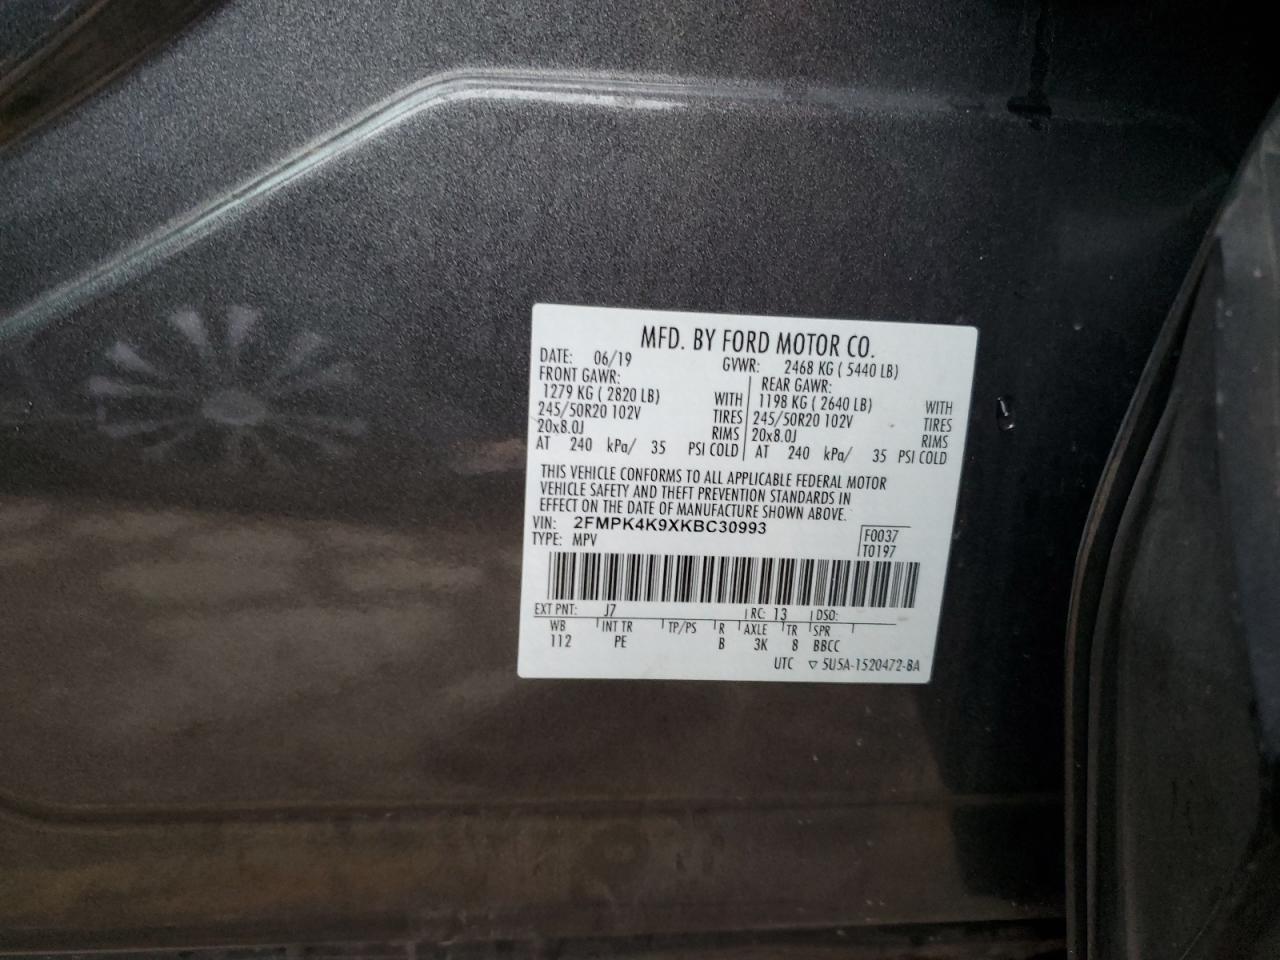 MFD. BY FORD MOTOR CO.
DATE: 06/19 GVWR: 2468 KG ( 5440 LB)
FRONT GAWR: REAR GAWR:
1279 KG ( 2820 LB) WITH 1198 KG ( 2640 LB) WITH
245/50R20 102V TIRES 245/50R20 102V TIRES
20x8.0J RIMS 20x8.0J RIMS
AT 240 kPa/ 35 PSI COLD AT 240 kPa/ 35 PSI COLD
THIS VEHICLE CONFORMS TO ALL APPLICABLE FEDERAL MOTOR
VEHICLE SAFETY AND THEFT PREVENTION STANDARDS IN
EFFECT ON THE DATE OF MANUFACTURE SHOWN ABOVE.
VIN: 2FMPK4K9XKBC30993 F0037
TYPE: MPV T0197
EXT PNT: J7 RC: 13 DSO:
WB INT TR TP/PS R AXLE TR SPR
112 PE B 3K 8 BBCC
UTC ▽ 5U5A-1520472-BA